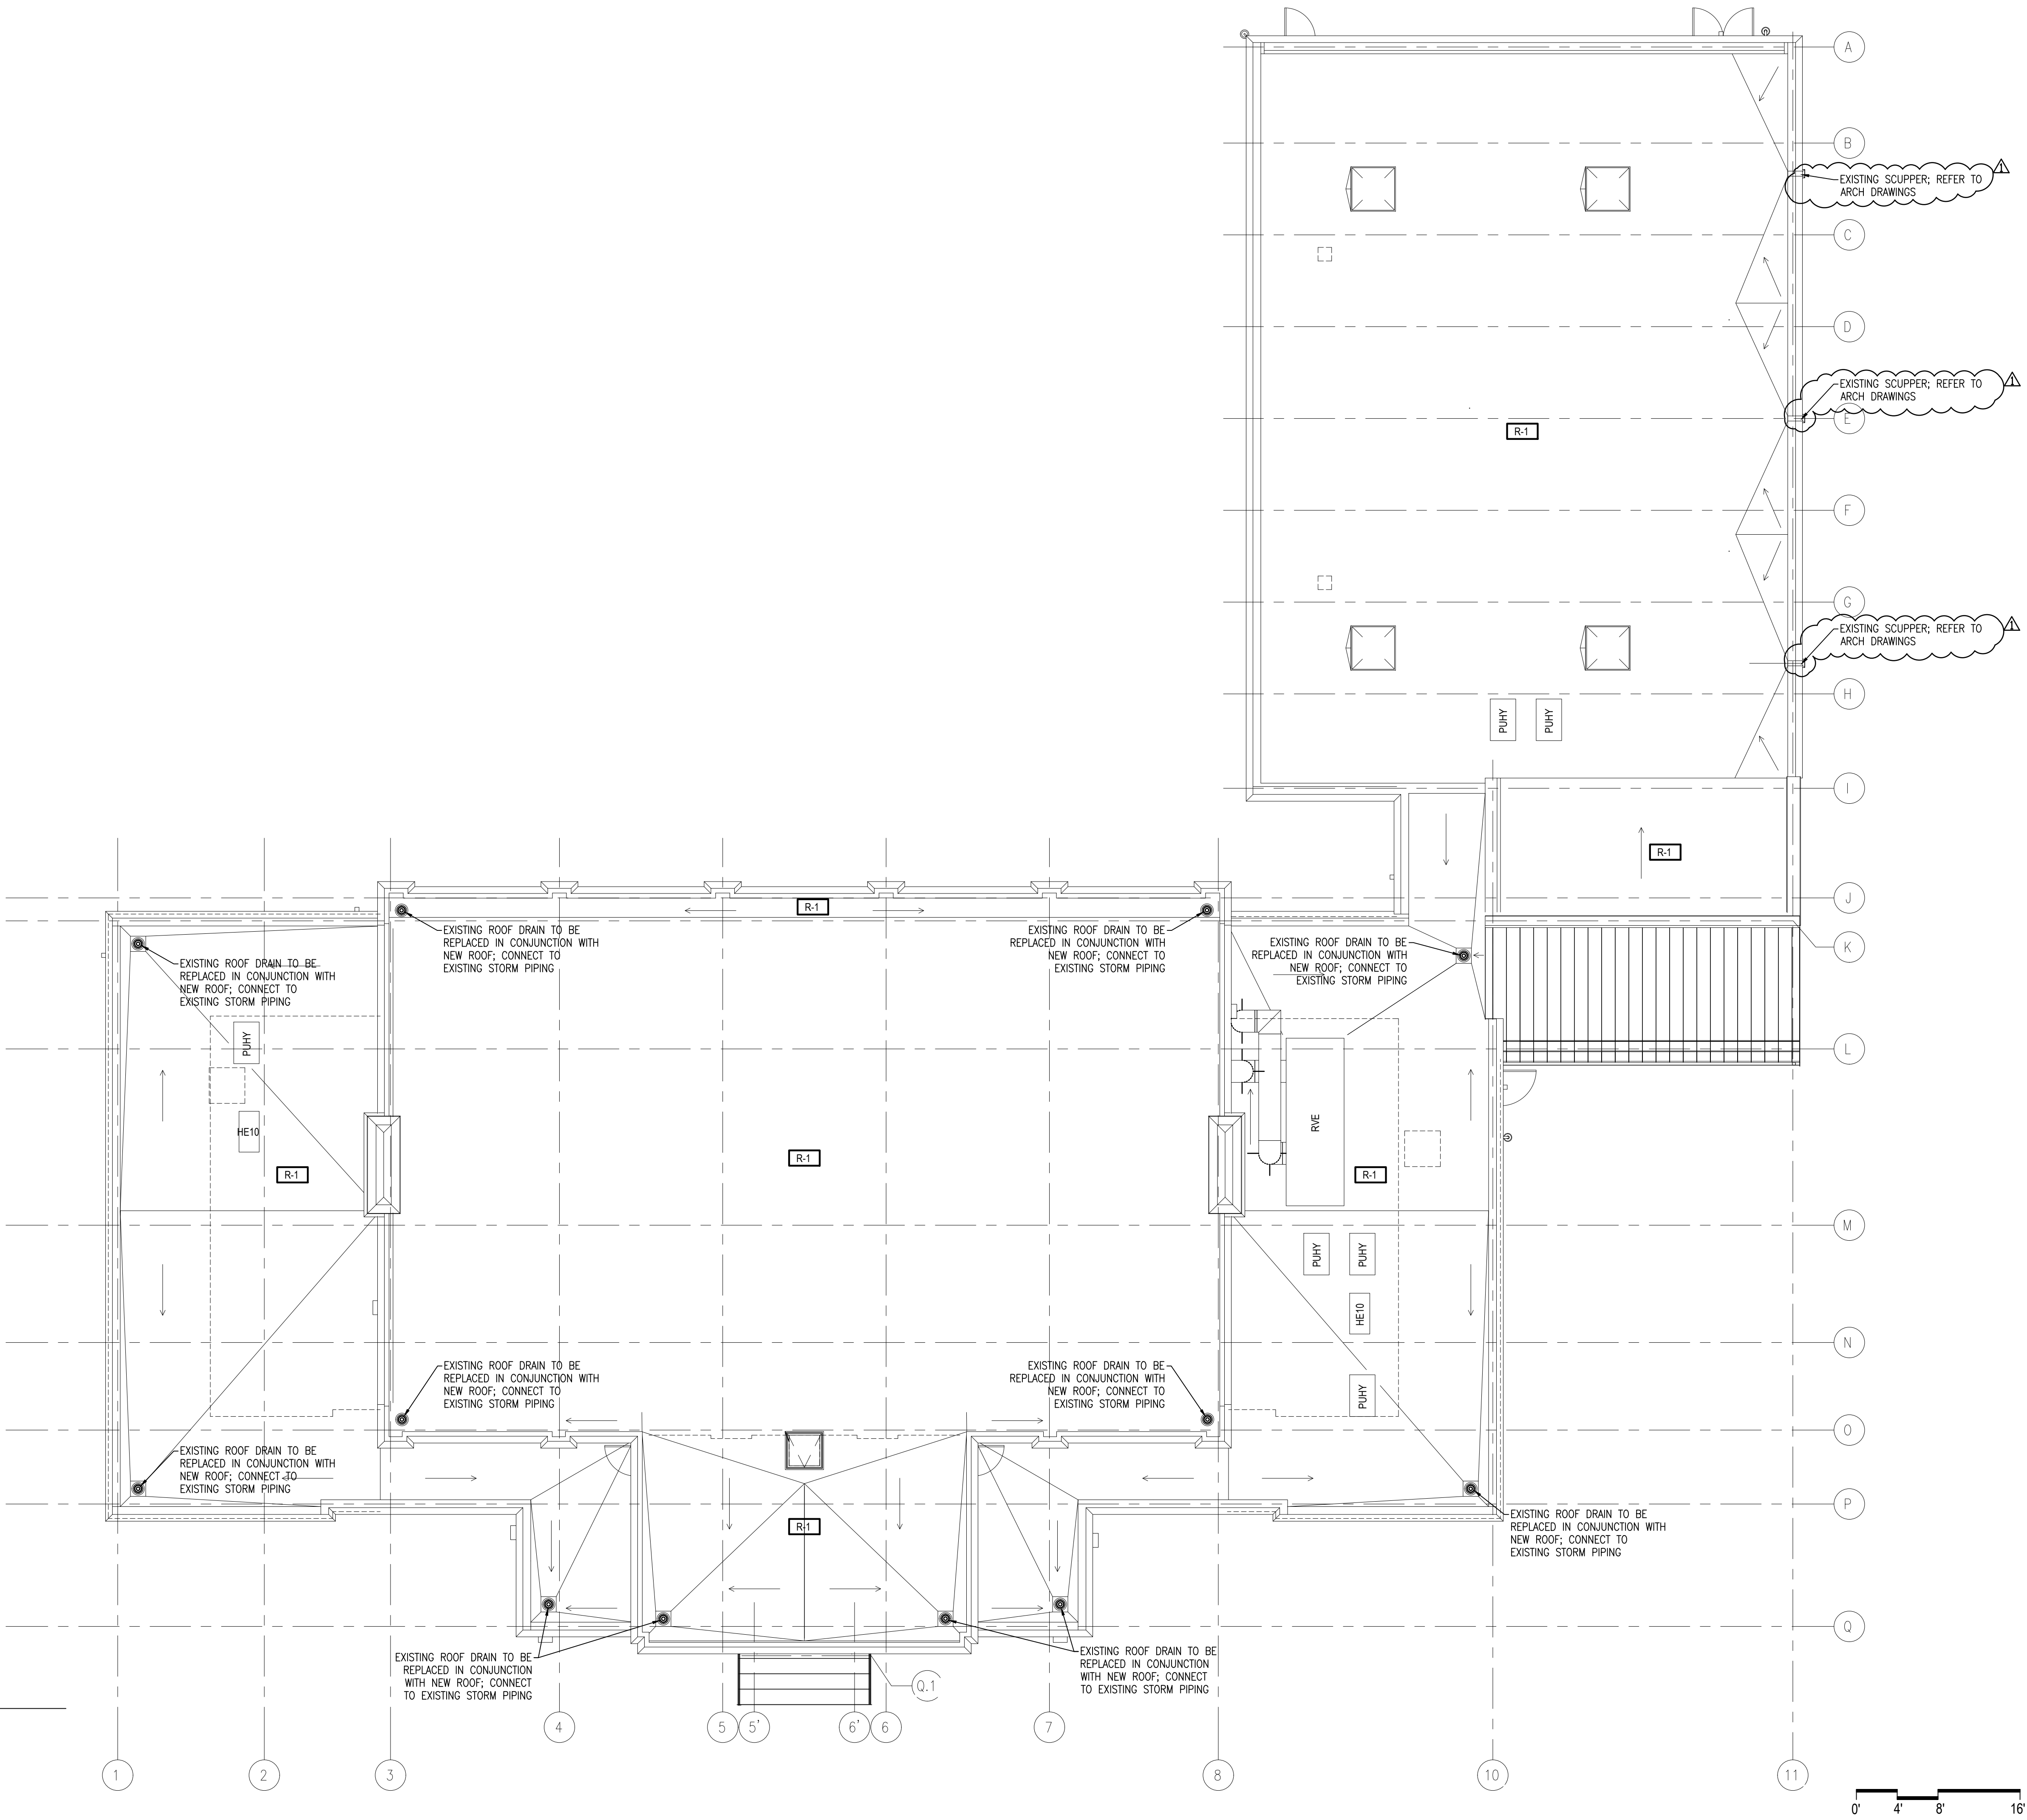 A
B
EXISTING SCUPPER; REFER TO
ARCH DRAWINGS
1
C
D
EXISTING SCUPPER; REFER TO
ARCH DRAWINGS
1
E
R-1
F
G
EXISTING SCUPPER; REFER TO
ARCH DRAWINGS
1
H
PUHY
PUHY
I
R-1
J
R-1
EXISTING ROOF DRAIN TO BE
REPLACED IN CONJUNCTION WITH
NEW ROOF; CONNECT TO
EXISTING STORM PIPING
EXISTING ROOF DRAIN TO BE
REPLACED IN CONJUNCTION WITH
NEW ROOF; CONNECT TO
EXISTING STORM PIPING
EXISTING ROOF DRAIN TO BE
REPLACED IN CONJUNCTION WITH
NEW ROOF; CONNECT TO
EXISTING STORM PIPING
K
EXISTING ROOF DRAIN TO BE
REPLACED IN CONJUNCTION WITH
NEW ROOF; CONNECT TO
EXISTING STORM PIPING
PUHY
L
HE10
RVE
R-1
R-1
R-1
M
PUHY
PUHY
HE10
N
EXISTING ROOF DRAIN TO BE
REPLACED IN CONJUNCTION WITH
NEW ROOF; CONNECT TO
EXISTING STORM PIPING
EXISTING ROOF DRAIN TO BE
REPLACED IN CONJUNCTION WITH
NEW ROOF; CONNECT TO
EXISTING STORM PIPING
PUHY
O
EXISTING ROOF DRAIN TO BE
REPLACED IN CONJUNCTION WITH
NEW ROOF; CONNECT TO
EXISTING STORM PIPING
P
R-1
EXISTING ROOF DRAIN TO BE
REPLACED IN CONJUNCTION WITH
NEW ROOF; CONNECT TO
EXISTING STORM PIPING
Q
EXISTING ROOF DRAIN TO BE
REPLACED IN CONJUNCTION
WITH NEW ROOF; CONNECT
TO EXISTING STORM PIPING
EXISTING ROOF DRAIN TO BE
REPLACED IN CONJUNCTION
WITH NEW ROOF; CONNECT
TO EXISTING STORM PIPING
Q.1
4
5
5'
6'
6
7
1
2
3
8
10
11
0' 4' 8' 16'